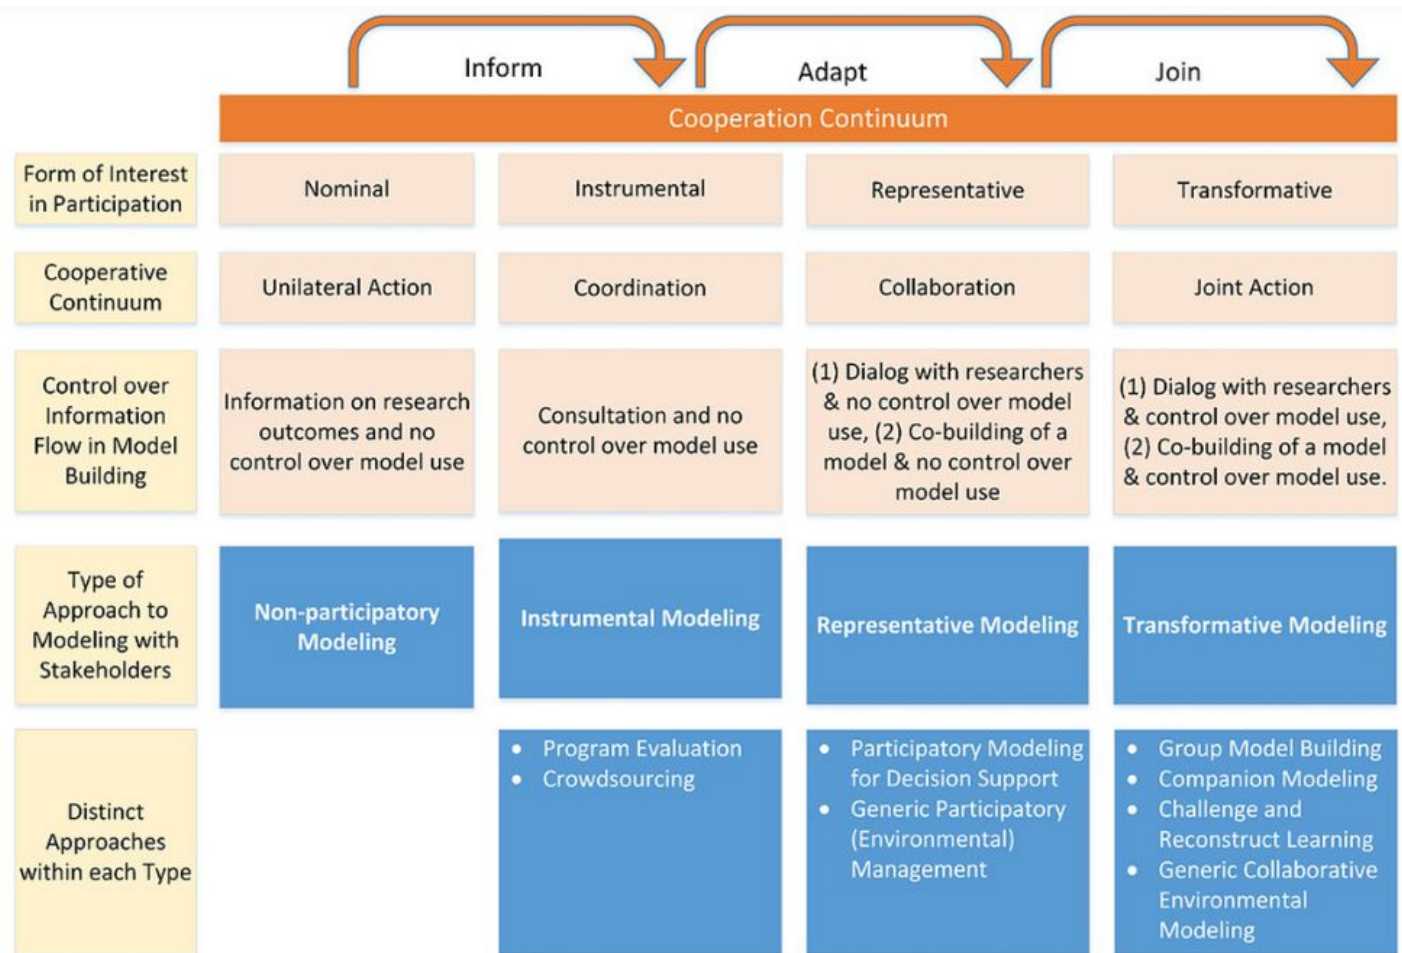 Inform
Adapt
Join
Cooperation Continuum
Form of Interest
in Participation
Nominal
Instrumental
Representative
Transformative
Cooperative
Continuum
Unilateral Action
Coordination
Collaboration
Joint Action
Control over
Information
Flow in Model
Building
Information on research
outcomes and no
control over model use
Consultation and no
control over model use
(1) Dialog with researchers
& no control over model
use, (2) Co-building of a
model & no control over
model use
(1) Dialog with researchers
& control over model use,
(2) Co-building of a model
& control over model use.
Type of
Approach to
Modeling with
Stakeholders
Non-participatory
Modeling
Instrumental Modeling
Representative Modeling
Transformative Modeling
Distinct
Approaches
within each Type
• Program Evaluation
• Crowdsourcing
• Participatory Modeling
for Decision Support
• Generic Participatory
(Environmental)
Management
• Group Model Building
• Companion Modeling
• Challenge and
Reconstruct Learning
• Generic Collaborative
Environmental
Modeling